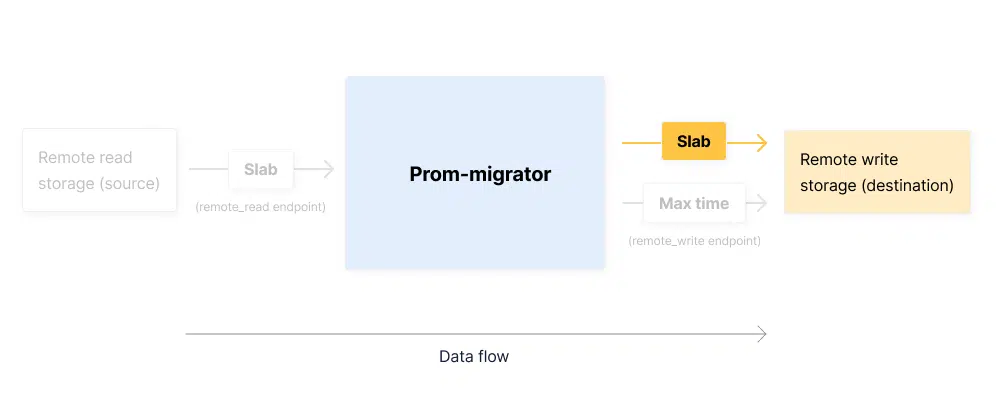 Remote read
storage (source)
Slab
(remote_read endpoint)
Prom-migrator
Slab
Max time
(remote_write endpoint)
Remote write
storage (destination)
Data flow